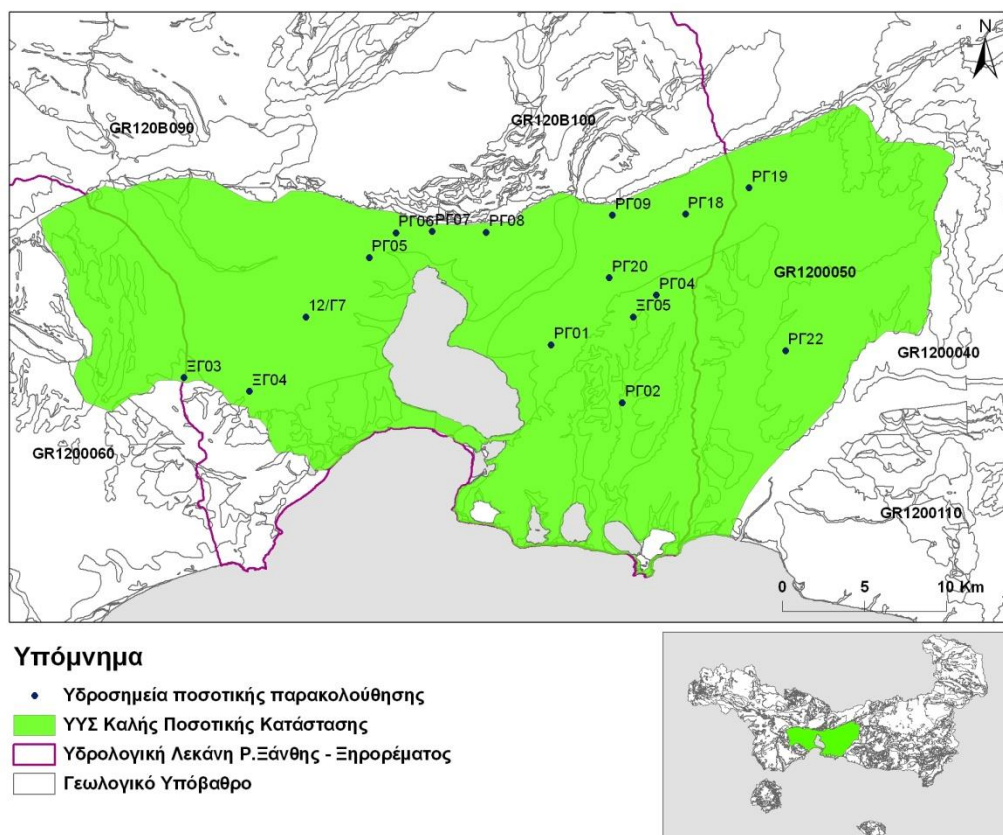 N
GR120B090
GR120B100
ΡΓ19
ΡΓ09
ΡΓ18
ΡΓ06
ΡΓ07
ΡΓ08
ΡΓ05
ΡΓ20
GR1200050
ΡΓ04
12/Γ7
ΞΓ05
ΡΓ01
ΡΓ22
GR1200040
ΞΓ03
ΞΓ04
ΡΓ02
GR1200060
GR1200110
0 5 10 Km
Υπόμνημα
Υδροσημεία ποσοτικής παρακολούθησης
ΥΥΣ Καλής Ποσοτικής Κατάστασης
Υδρολογική Λεκάνη Ρ.Ξάνθης - Ξηρορέματος
Γεωλογικό Υπόβαθρο